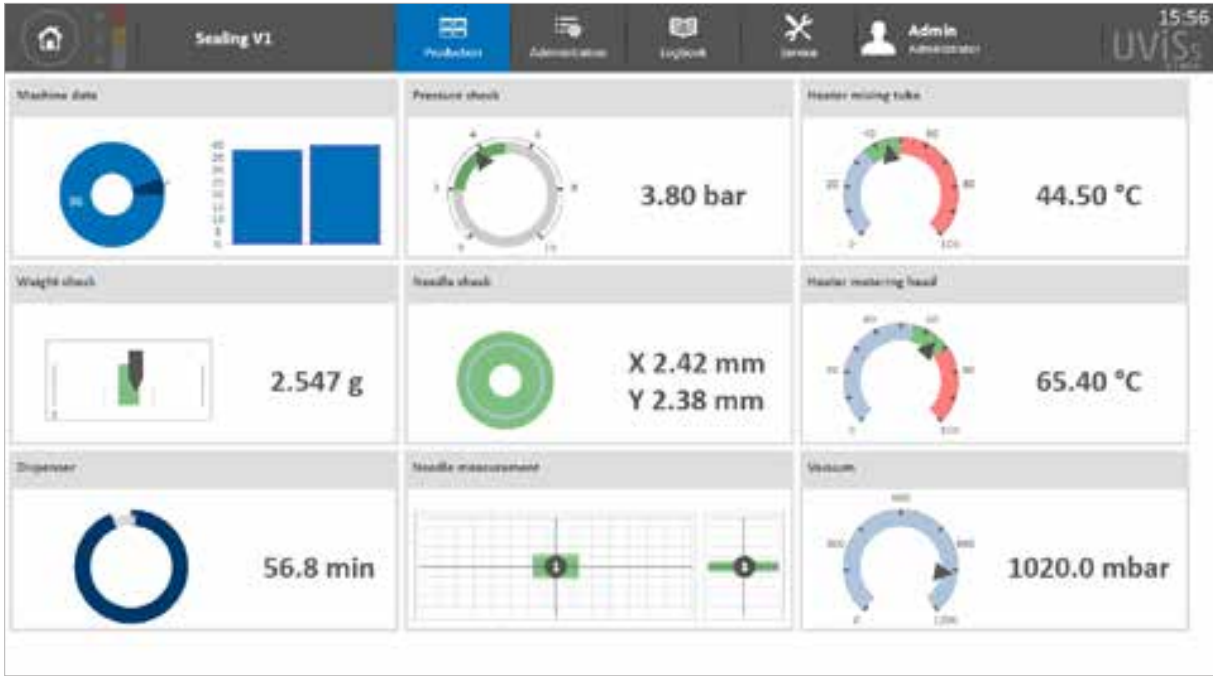 Sealing V1
Production
Administration
Logbook
Service
Admin
Administrator
15:56
UViS
Machine data
Pressure check
3.80 bar
Heater mixing tube
44.50 °C
Weight check
2.547 g
Needle check
X 2.42 mm
Y 2.38 mm
Heater metering head
65.40 °C
Dispenser
56.8 min
Needle measurement
Vacuum
1020.0 mbar